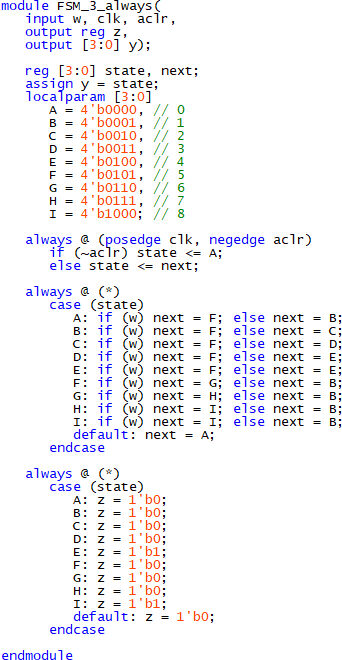 module FSM_3_always(
   input w, clk, aclr,
   output reg z,
   output [3:0] y);

   reg [3:0] state, next;
   assign y = state;
   localparam [3:0]
      A = 4'b0000, // 0
      B = 4'b0001, // 1
      C = 4'b0010, // 2
      D = 4'b0011, // 3
      E = 4'b0100, // 4
      F = 4'b0101, // 5
      G = 4'b0110, // 6
      H = 4'b0111, // 7
      I = 4'b1000; // 8

   always @ (posedge clk, negedge aclr)
      if (~aclr) state <= A;
      else state <= next;

   always @ (*)
      case (state)
         A: if (w) next = F; else next = B;
         B: if (w) next = F; else next = C;
         C: if (w) next = F; else next = D;
         D: if (w) next = F; else next = E;
         E: if (w) next = F; else next = E;
         F: if (w) next = G; else next = B;
         G: if (w) next = H; else next = B;
         H: if (w) next = I; else next = B;
         I: if (w) next = I; else next = B;
         default: next = A;
      endcase

   always @ (*)
      case (state)
         A: z = 1'b0;
         B: z = 1'b0;
         C: z = 1'b0;
         D: z = 1'b0;
         E: z = 1'b1;
         F: z = 1'b0;
         G: z = 1'b0;
         H: z = 1'b0;
         I: z = 1'b1;
         default: z = 1'b0;
      endcase

endmodule